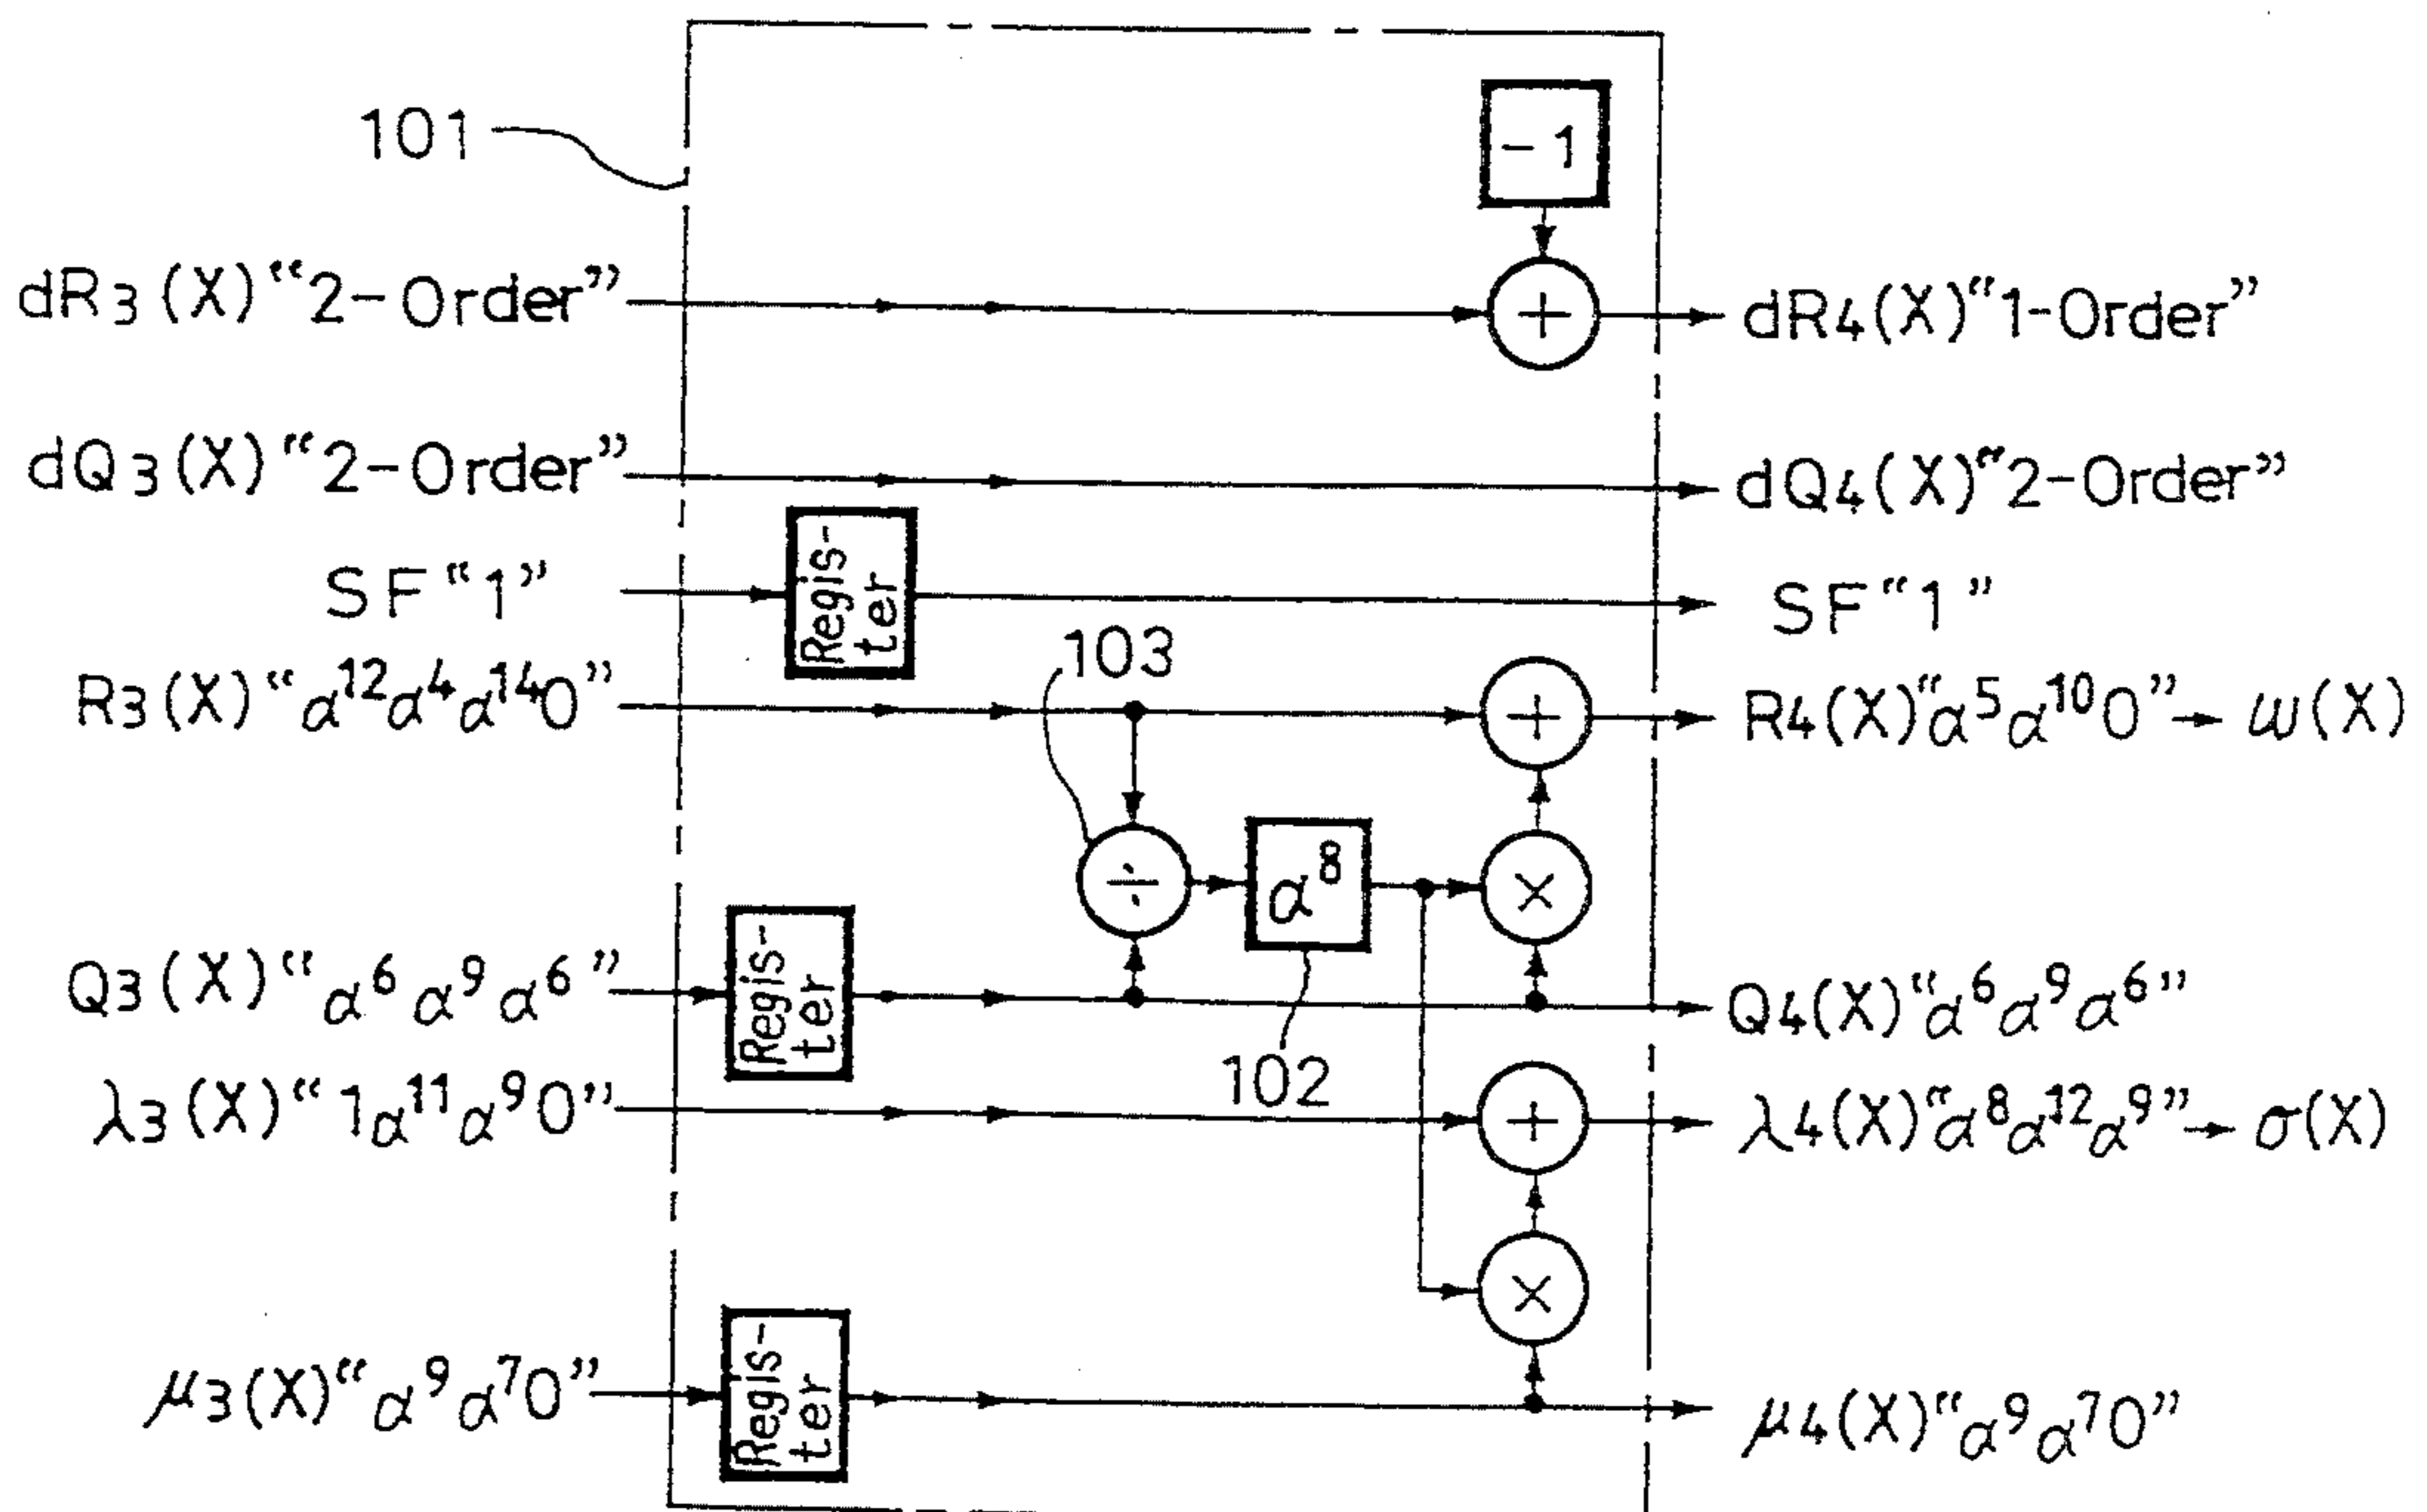 101
-1
dR3(X)“2-Order”
+
dR4(X)“1-Order”
dQ3(X)“2-Order”
dQ4(X)“2-Order”
SF“1”
Regis-
ter
SF“1”
103
R3(X)“α¹²α⁴α¹⁴0”
+
R4(X)“α⁵α¹⁰0”→ω(X)
÷
α⁸
×
Q3(X)“α⁶α⁹α⁶”
Regis-
ter
Q4(X)“α⁶α⁹α⁶”
102
λ3(X)“1α¹¹α⁹0”
+
λ4(X)“α⁸α¹²α⁹”→σ(X)
×
μ3(X)“α⁹α⁷0”
Regis-
ter
μ4(X)“α⁹α⁷0”